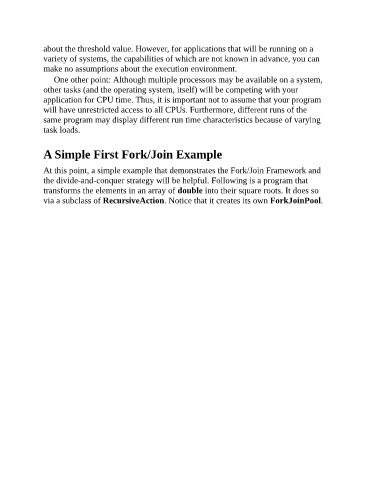 about the threshold value. However, for applications that will be running on a
variety of systems, the capabilities of which are not known in advance, you can
make no assumptions about the execution environment.
One other point: Although multiple processors may be available on a system,
other tasks (and the operating system, itself) will be competing with your
application for CPU time. Thus, it is important not to assume that your program
will have unrestricted access to all CPUs. Furthermore, different runs of the
same program may display different run time characteristics because of varying
task loads.
A Simple First Fork/Join Example
At this point, a simple example that demonstrates the Fork/Join Framework and
the divide-and-conquer strategy will be helpful. Following is a program that
transforms the elements in an array of double into their square roots. It does so
via a subclass of RecursiveAction. Notice that it creates its own ForkJoinPool.